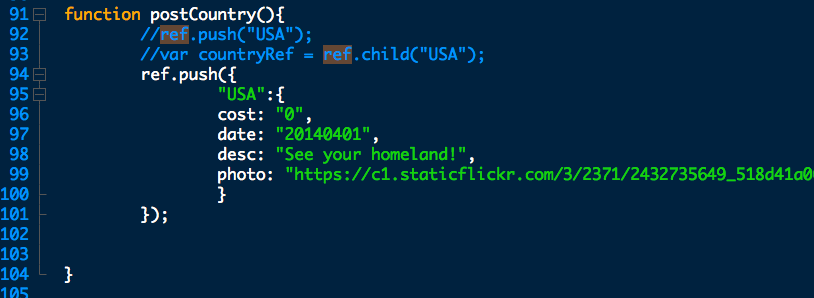 91 function postCountry(){
92 //ref.push("USA");
93 //var countryRef = ref.child("USA");
94 ref.push({
95 "USA":{
96 cost: "0",
97 date: "20140401",
98 desc: "See your homeland!",
99 photo: "https://c1.staticflickr.com/3/2371/2432735649_518d41a0
100 }
101 });
102
103
104 }
105